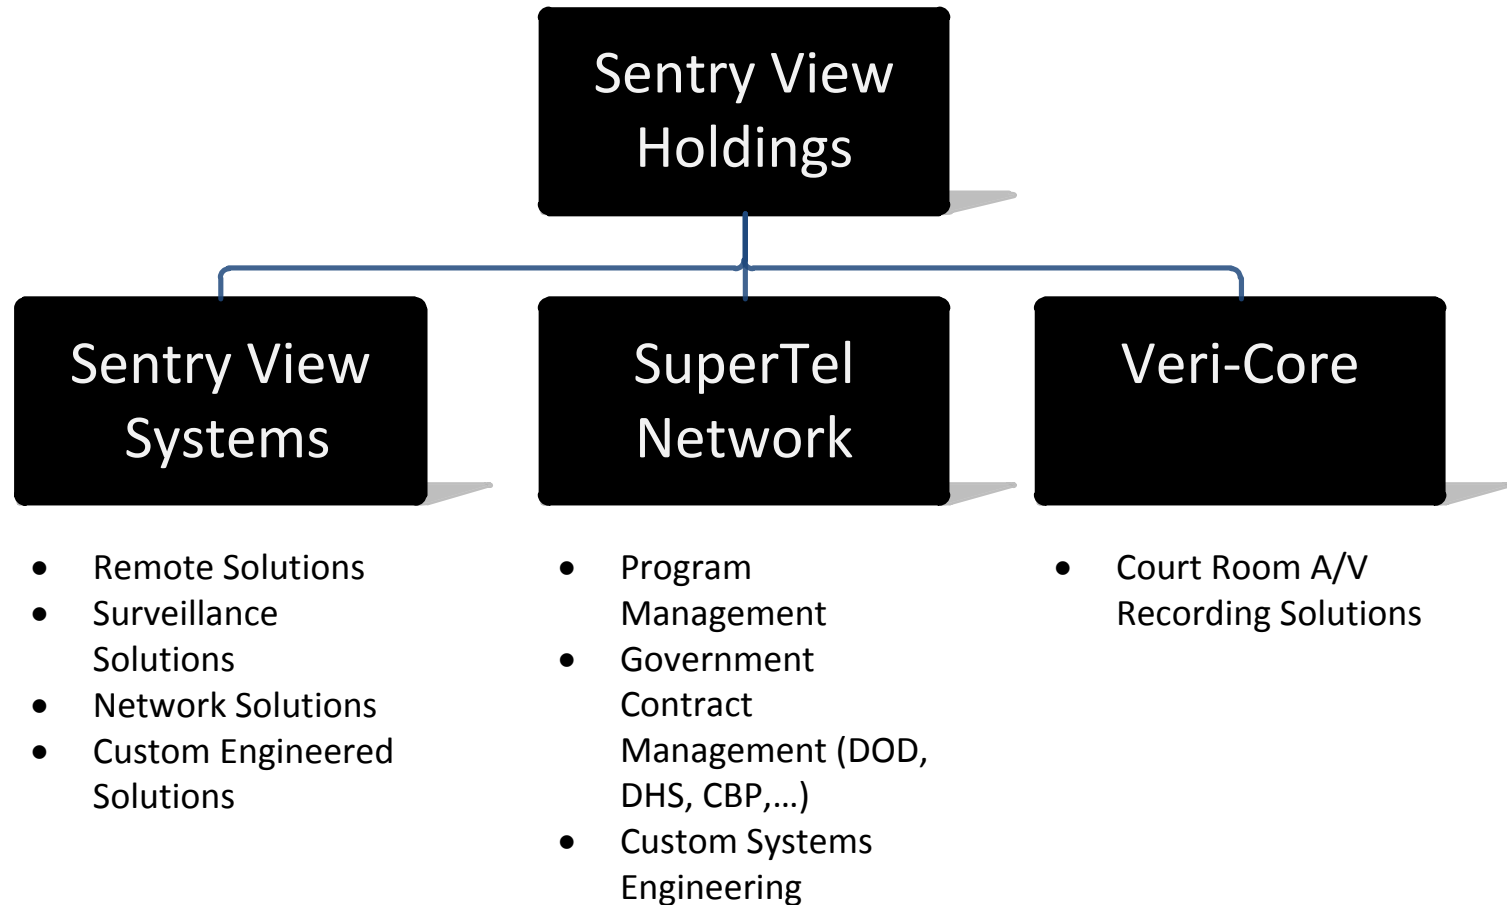 Sentry View
Holdings
Sentry View
Systems
SuperTel
Network
Veri-Core
• Remote Solutions
• Surveillance
Solutions
• Network Solutions
• Custom Engineered
Solutions
• Program
Management
• Government
Contract
Management (DOD,
DHS, CBP,...)
• Custom Systems
Engineering
• Court Room A/V
Recording Solutions